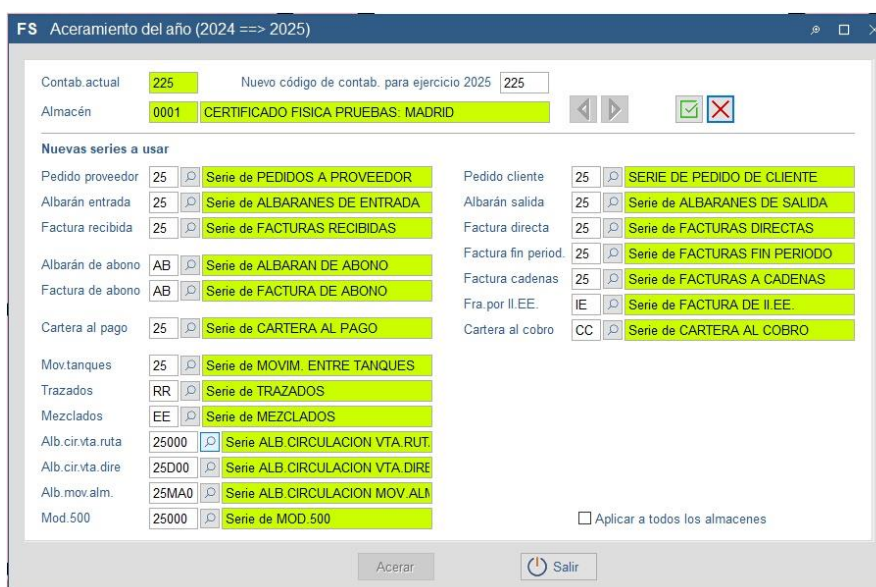 FS Aceramiento del año (2024 ==> 2025)
Contab.actual 225 Nuevo código de contab. para ejercicio 2025 225
Almacén 0001 CERTIFICADO FISICA PRUEBAS: MADRID
Nuevas series a usar
Pedido proveedor 25 Serie de PEDIDOS A PROVEEDOR
Albarán entrada 25 Serie de ALBARANES DE ENTRADA
Factura recibida 25 Serie de FACTURAS RECIBIDAS
Albarán de abono AB Serie de ALBARAN DE ABONO
Factura de abono AB Serie de FACTURA DE ABONO
Cartera al pago 25 Serie de CARTERA AL PAGO
Mov.tanques 25 Serie de MOVIM. ENTRE TANQUES
Trazados RR Serie de TRAZADOS
Mezclados EE Serie de MEZCLADOS
Alb.cir.vta.ruta 25000 Serie ALB.CIRCULACION VTA.RUT.
Alb.cir.vta.dire 25D00 Serie ALB.CIRCULACION VTA.DIRE
Alb.mov.alm. 25MA0 Serie ALB.CIRCULACION MOV.ALM
Mod.500 25000 Serie de MOD.500
Pedido cliente 25 SERIE DE PEDIDO DE CLIENTE
Albarán salida 25 Serie de ALBARANES DE SALIDA
Factura directa 25 Serie de FACTURAS DIRECTAS
Factura fin period. 25 Serie de FACTURAS FIN PERIODO
Factura cadenas 25 Serie de FACTURAS A CADENAS
Fra.por II.EE. IE Serie de FACTURA DE II.EE.
Cartera al cobro CC Serie de CARTERA AL COBRO
Aplicar a todos los almacenes
Acerar Salir